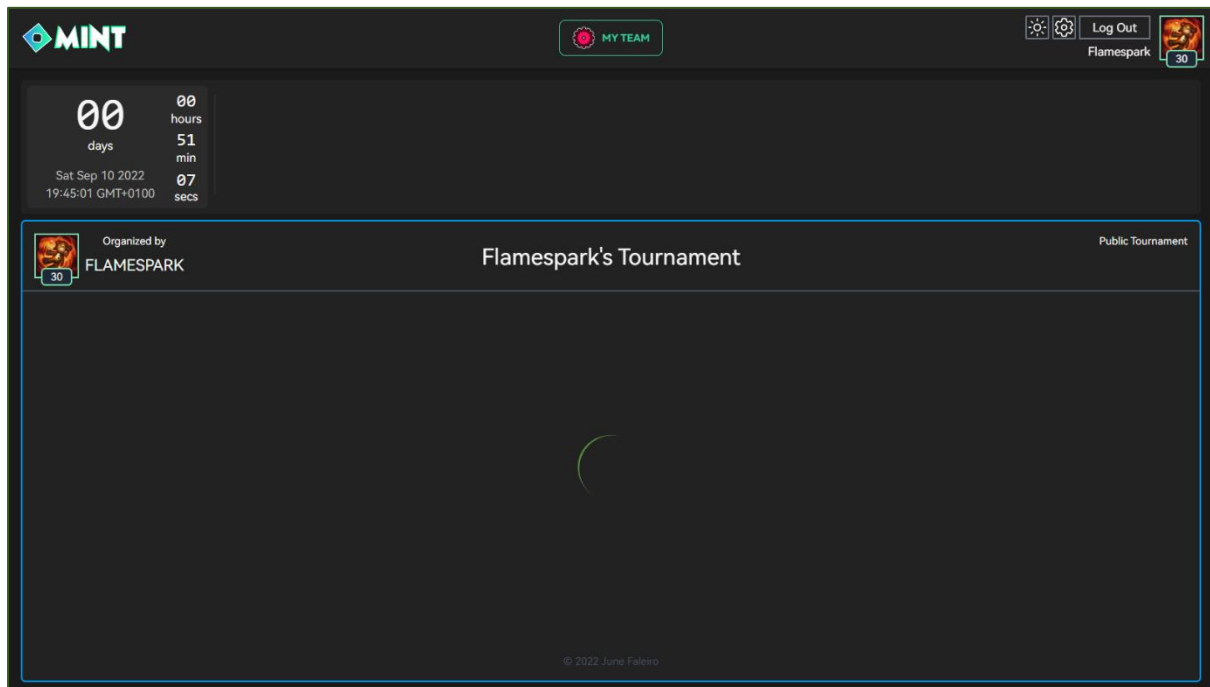 MINT
MY TEAM
Log Out
Flamespark
30
00
days
00
hours
51
min
07
secs
Sat Sep 10 2022
19:45:01 GMT+0100
Organized by
FLAMESPARK
30
Flamespark's Tournament
Public Tournament
© 2022 June Faleiro